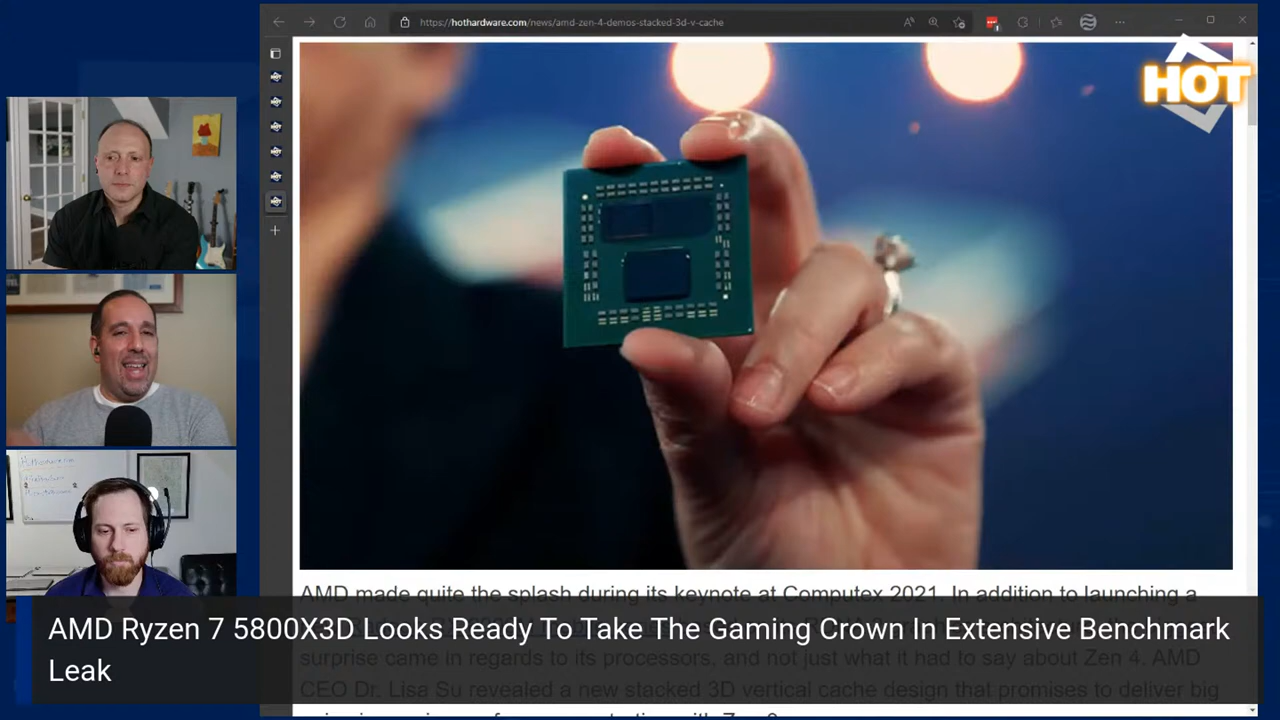 https://hothardware.com/news/amd-zen-4-demos-stacked-3d-v-cache
HOT
AMD made quite the splash during its keynote at Computex 2021. In addition to launching a
AMD Ryzen 7 5800X3D Looks Ready To Take The Gaming Crown In Extensive Benchmark
Leak
surprise came in regards to its processors, and not just what it had to say about Zen 4. AMD
CEO Dr. Lisa Su revealed a new stacked 3D vertical cache design that promises to deliver big